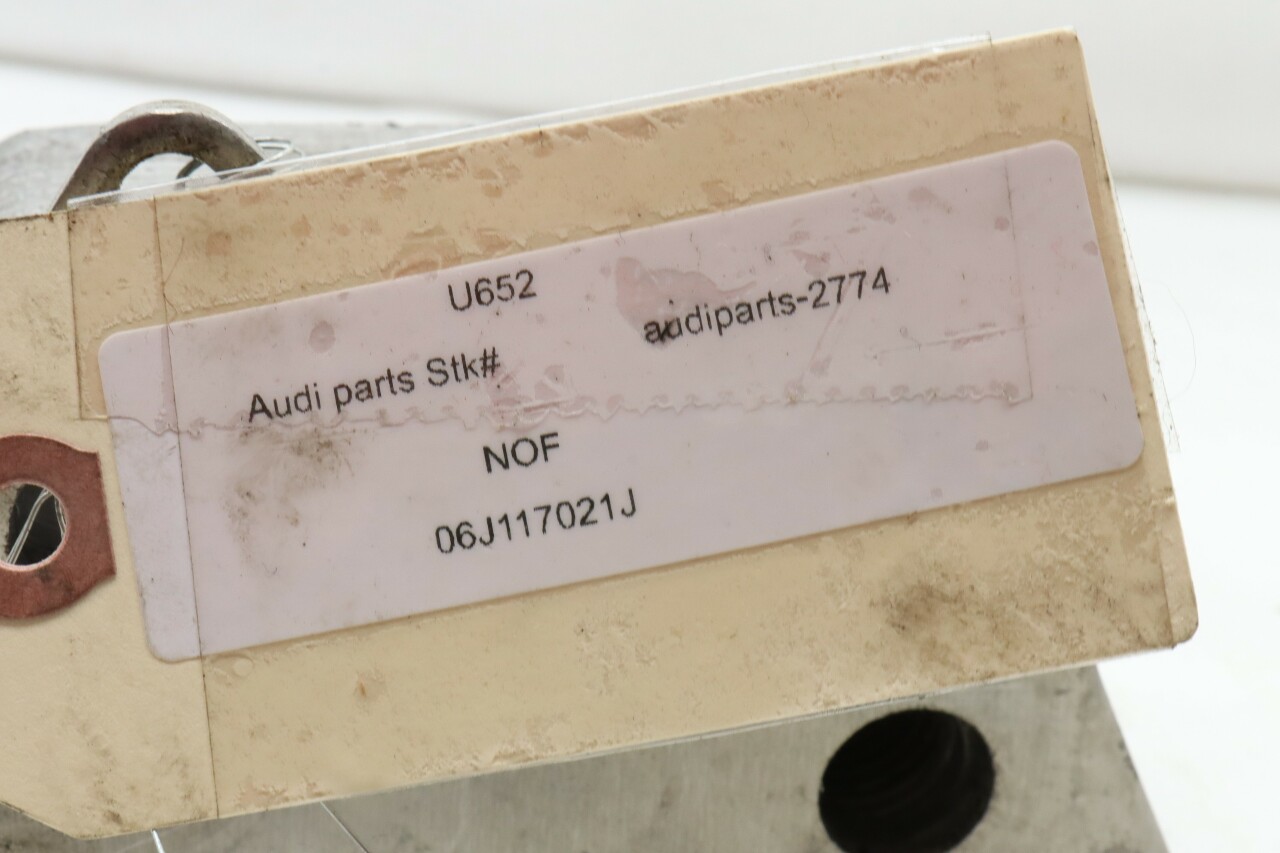 U652
Audi parts Stk# audiparts-2774
NOF
06J117021J